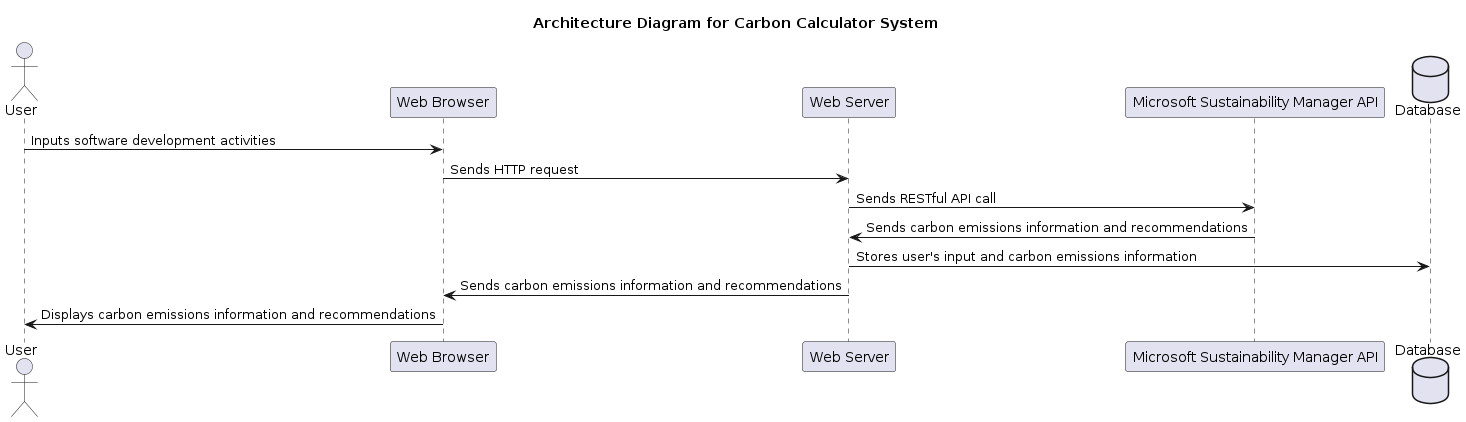 Architecture Diagram for Carbon Calculator System
User
Web Browser
Web Server
Microsoft Sustainability Manager API
Database
Inputs software development activities
Sends HTTP request
Sends RESTful API call
Sends carbon emissions information and recommendations
Stores user's input and carbon emissions information
Sends carbon emissions information and recommendations
Displays carbon emissions information and recommendations
User
Web Browser
Web Server
Microsoft Sustainability Manager API
Database